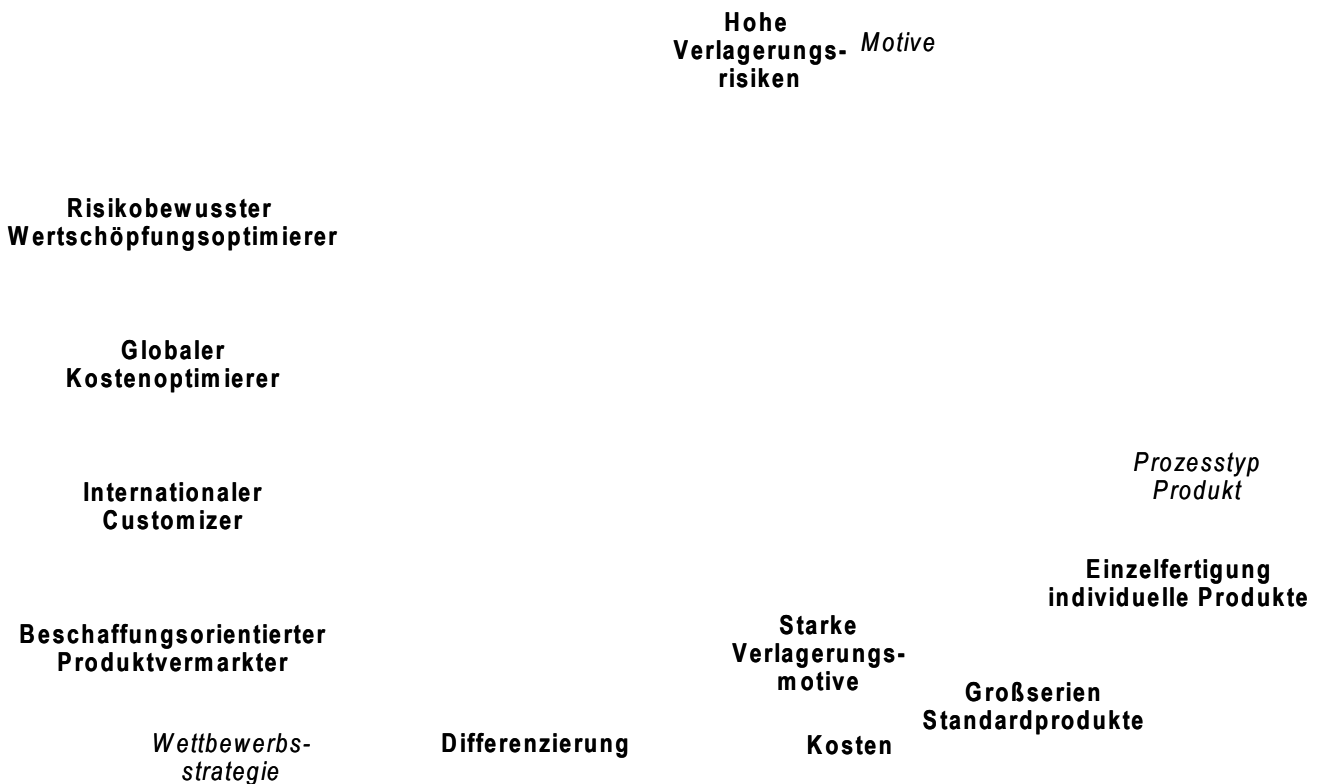 Hohe
Verlagerungs-
risiken
Motive
Risikobewusster
Wertschöpfungsoptimierer
Globaler
Kostenoptimierer
Internationaler
Customizer
Prozesstyp
Produkt
Einzelfertigung
individuelle Produkte
Beschaffungsorientierter
Produktvermarkter
Starke
Verlagerungs-
motive
Großserien
Standardprodukte
Wettbewerbs-
strategie
Differenzierung
Kosten